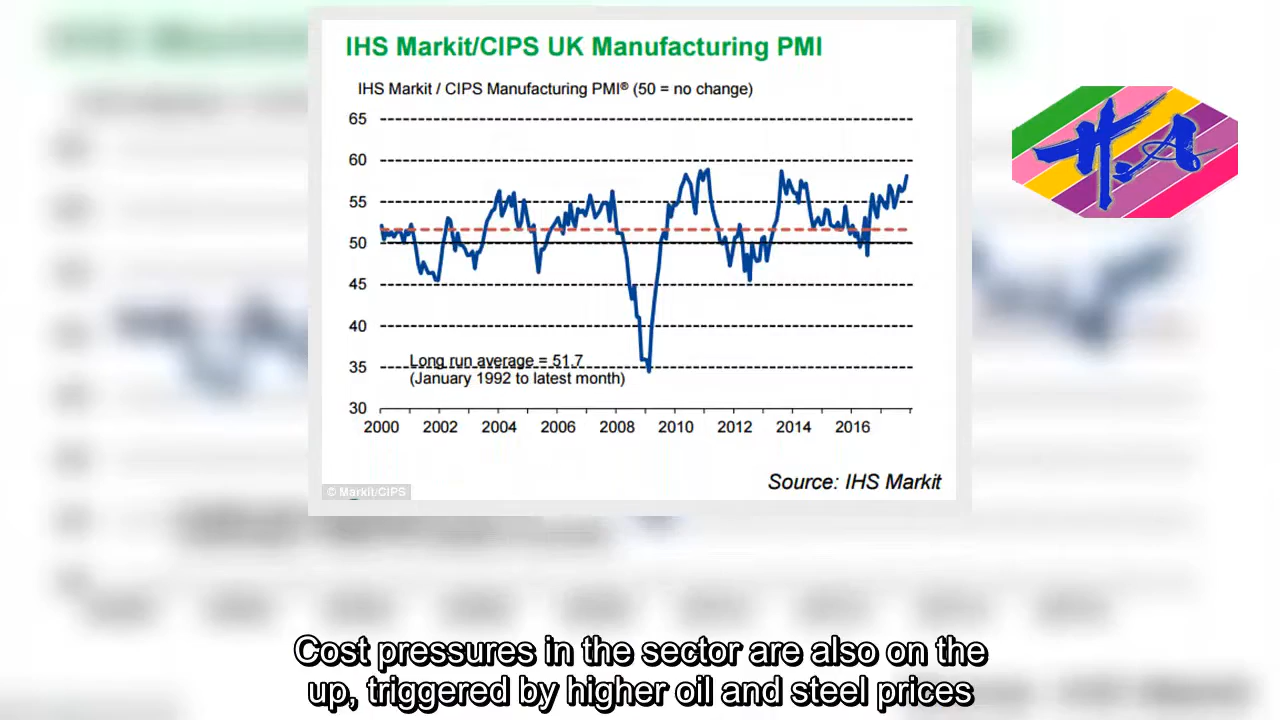 IHS Markit/CIPS UK Manufacturing PMI
IHS Markit / CIPS Manufacturing PMI® (50 = no change)
65
60
55
50
45
40
35
30
Long run average = 51.7
(January 1992 to latest month)
2000 2002 2004 2006 2008 2010 2012 2014 2016
Source: IHS Markit
© Markit/CIPS
Cost pressures in the sector are also on the
up, triggered by higher oil and steel prices